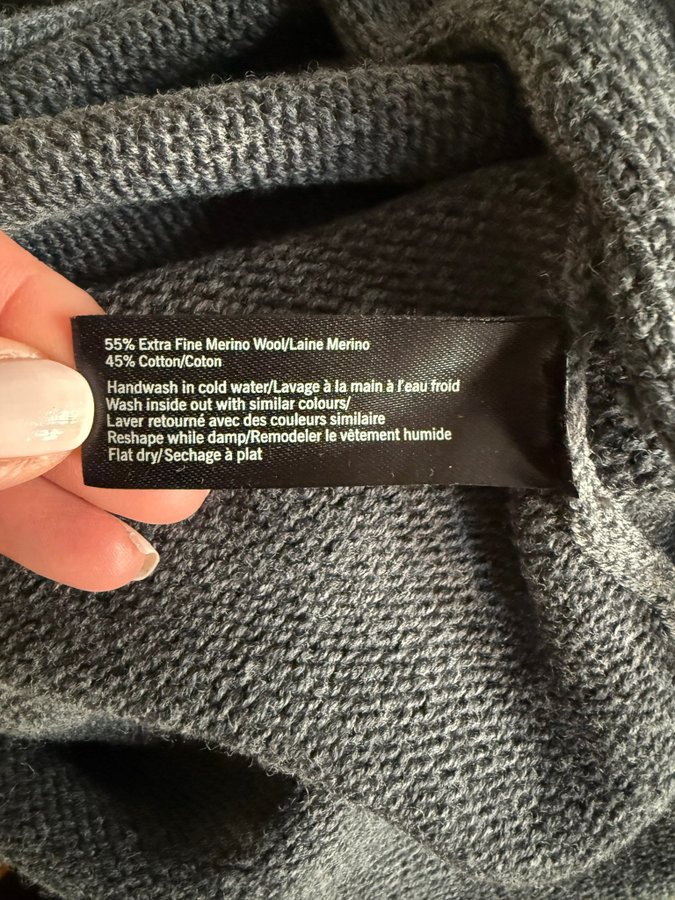 55% Extra Fine Merino Wool/Laine Merino
45% Cotton/Coton
Handwash in cold water/Lavage à la main à l'eau froid
Wash inside out with similar colours/
Laver retourné avec des couleurs similaire
Reshape while damp/Remodeler le vêtement humide
Flat dry/Sechage à plat